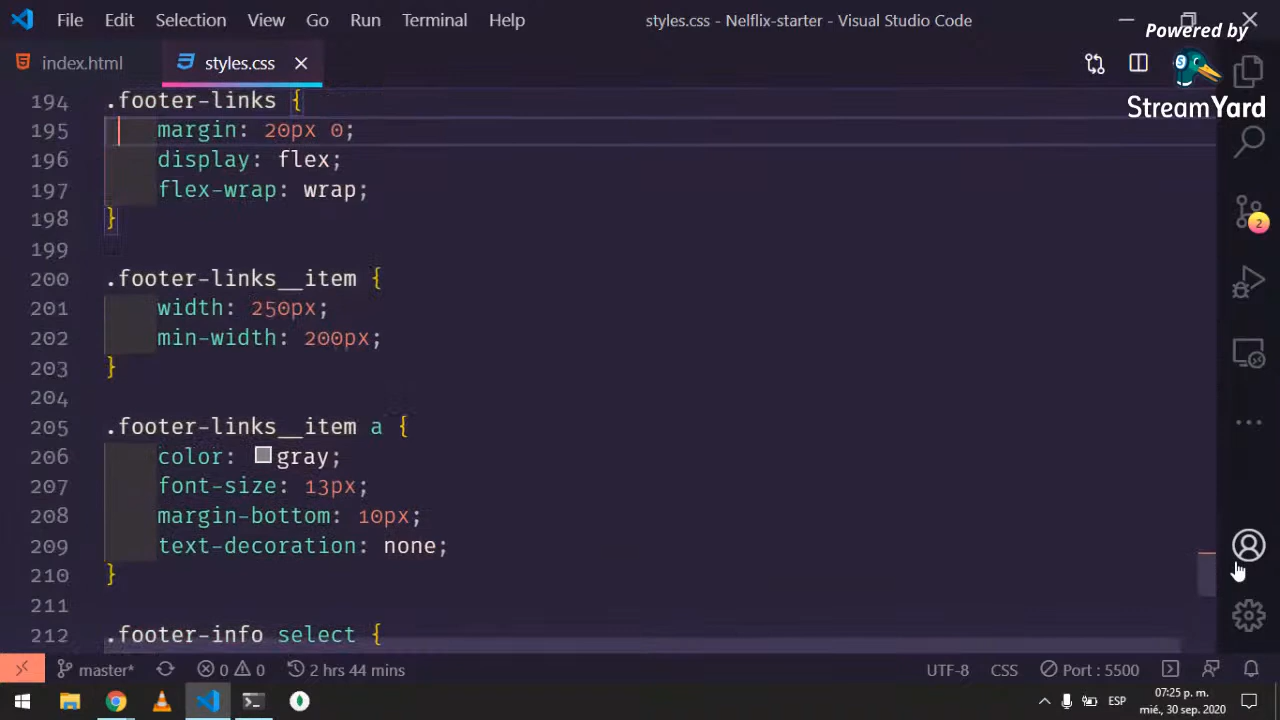 File Edit Selection View Go Run Terminal Help styles.css - Nelflix-starter - Visual Studio Code
Powered by
StreamYard
index.html styles.css
194 .footer-links {
195 margin: 20px 0;
196 display: flex;
197 flex-wrap: wrap;
198 }
199
200 .footer-links__item {
201 width: 250px;
202 min-width: 200px;
203 }
204
205 .footer-links__item a {
206 color: gray;
207 font-size: 13px;
208 margin-bottom: 10px;
209 text-decoration: none;
210 }
211
212 .footer-info select {
2
master* 0 0 2 hrs 44 mins UTF-8 CSS Port : 5500
ESP 07:25 p. m.
mié., 30 sep. 2020